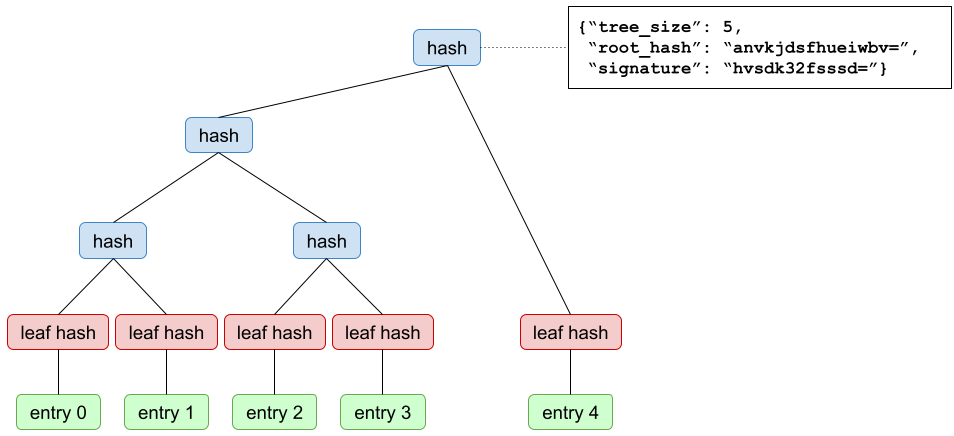 hash
{“tree_size”: 5,
“root_hash”: “anvkjdsfhueiwbv=”,
“signature”: “hvsdk32fsssd=”}
hash
hash
hash
leaf hash
leaf hash
leaf hash
leaf hash
leaf hash
entry 0
entry 1
entry 2
entry 3
entry 4